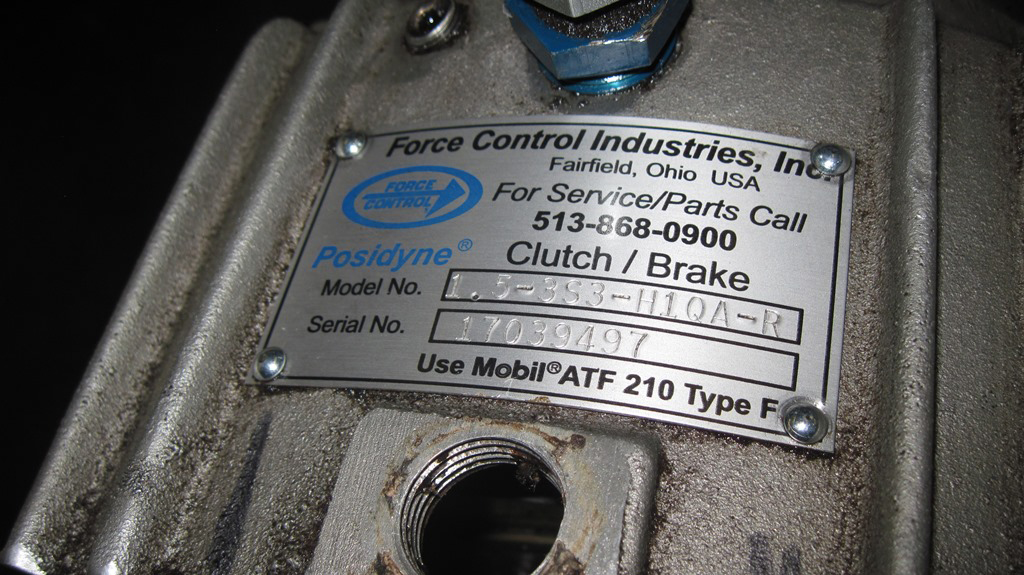 Force Control Industries, Inc.
Fairfield, Ohio USA
FORCE
CONTROL
For Service/Parts Call
513-868-0900
Posidyne® Clutch / Brake
Model No. 1.5-3S3-H1QA-R
Serial No. 17039497
Use Mobil® ATF 210 Type F